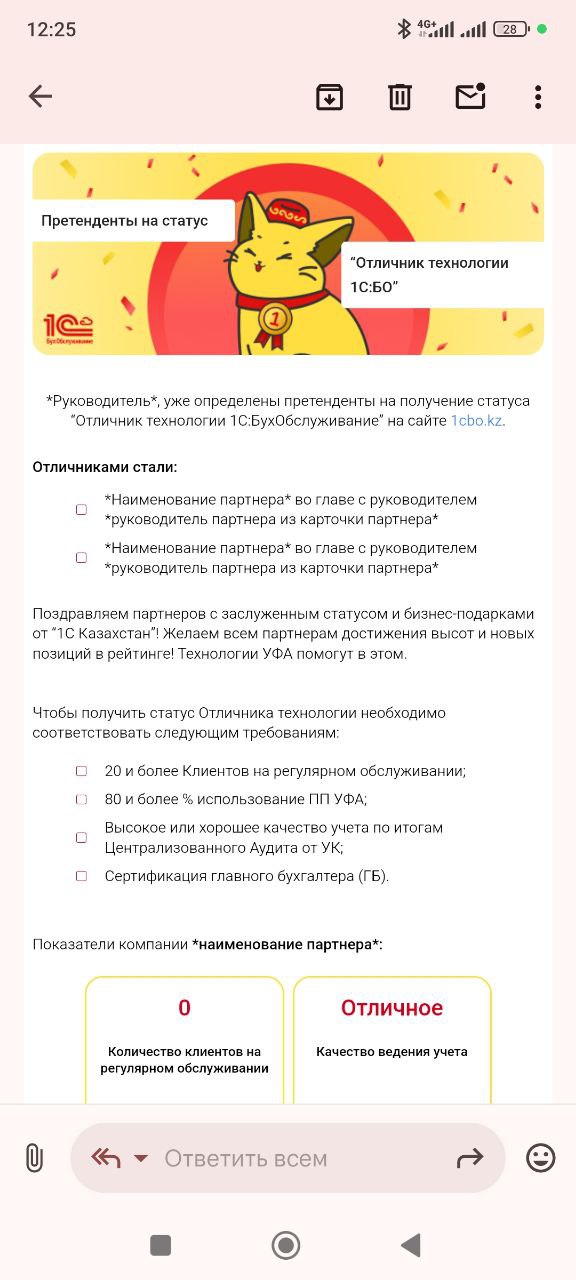 12:25
4G+
28
Претенденты на статус
“Отличник технологии
1С:БО”
1С
БухОбслуживание
1
*Руководитель*, уже определены претенденты на получение статуса
“Отличник технологии 1С:БухОбслуживание” на сайте 1cbo.kz.
Отличниками стали:
*Наименование партнера* во главе с руководителем
*руководитель партнера из карточки партнера*
*Наименование партнера* во главе с руководителем
*руководитель партнера из карточки партнера*
Поздравляем партнеров с заслуженным статусом и бизнес-подарками
от “1С Казахстан”! Желаем всем партнерам достижения высот и новых
позиций в рейтинге! Технологии УФА помогут в этом.
Чтобы получить статус Отличника технологии необходимо
соответствовать следующим требованиям:
20 и более Клиентов на регулярном обслуживании;
80 и более % использование ПП УФА;
Высокое или хорошее качество учета по итогам
Централизованного Аудита от УК;
Сертификация главного бухгалтера (ГБ).
Показатели компании *наименование партнера*:
0
Количество клиентов на
регулярном обслуживании
Отличное
Качество ведения учета
Ответить всем